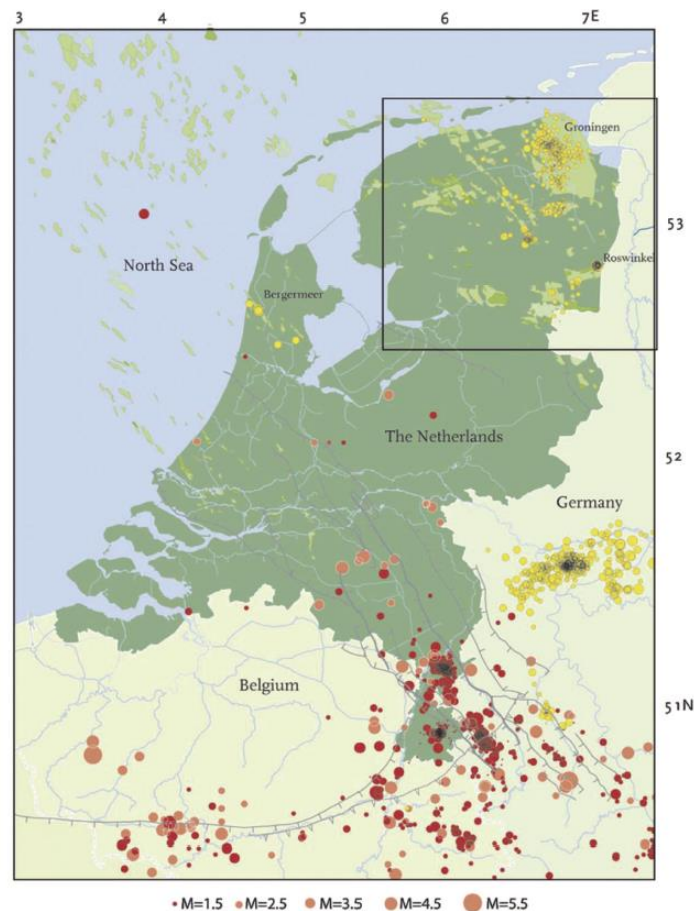 3 4 5 6 7E
Groningen
53
North Sea
Roswinkel
Bergermeer
52
The Netherlands
Germany
51N
Belgium
M=1.5 M=2.5 M=3.5 M=4.5 M=5.5